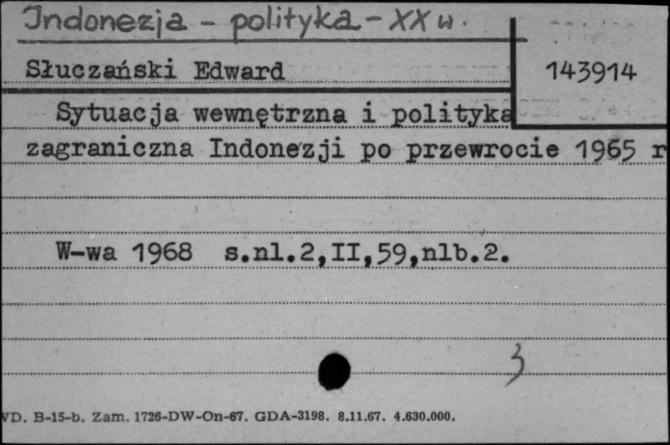 Indonezja - polityka - XX w.
Słuczański Edward
143914
Sytuacja wewnętrzna i polityka
zagraniczna Indonezji po przewrocie 1965 r
W-wa 1968 s.nl.2,II,59,nlb.2.
3
VD. B-15-b. Zam. 1726-DW-On-67. GDA-3198. 8.11.67. 4.630.000.